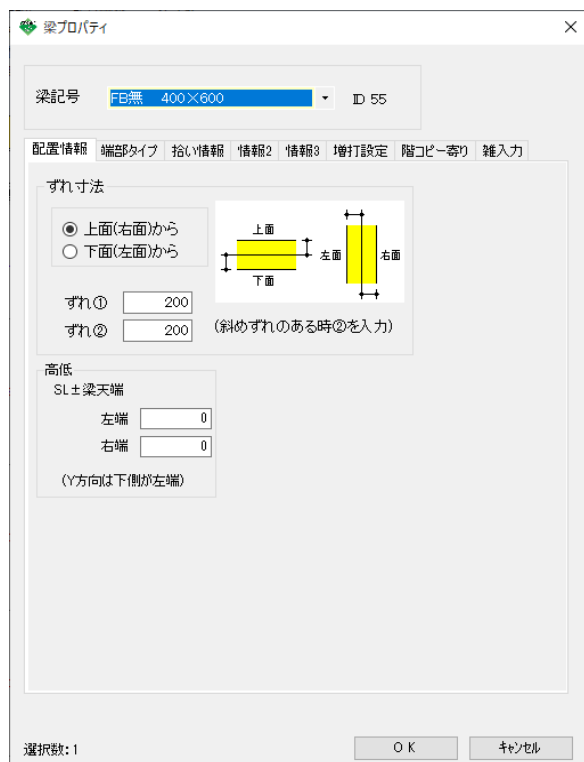 梁プロパティ
梁記号 FB無 400×600 ID 55
配置情報 端部タイプ 拾い情報 情報2 情報3 増打設定 階コピー寄り 雑入力
ずれ寸法
上面(右面)から
下面(左面)から
上面
下面
左面 右面
ずれ① 200
ずれ② 200
(斜めずれのある時②を入力)
高低
SL±梁天端
左端 0
右端 0
(Y方向は下側が左端)
選択数:1
OK キャンセル